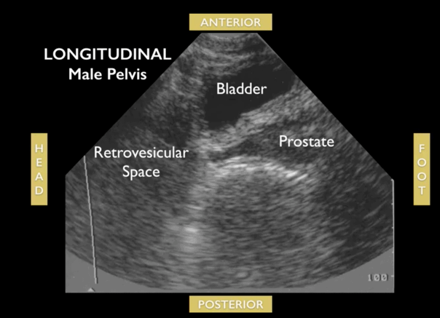 ANTERIOR
LONGITUDINAL
Male Pelvis
Bladder
Prostate
Retrovesicular
Space
HEAD
FOOT
100
POSTERIOR